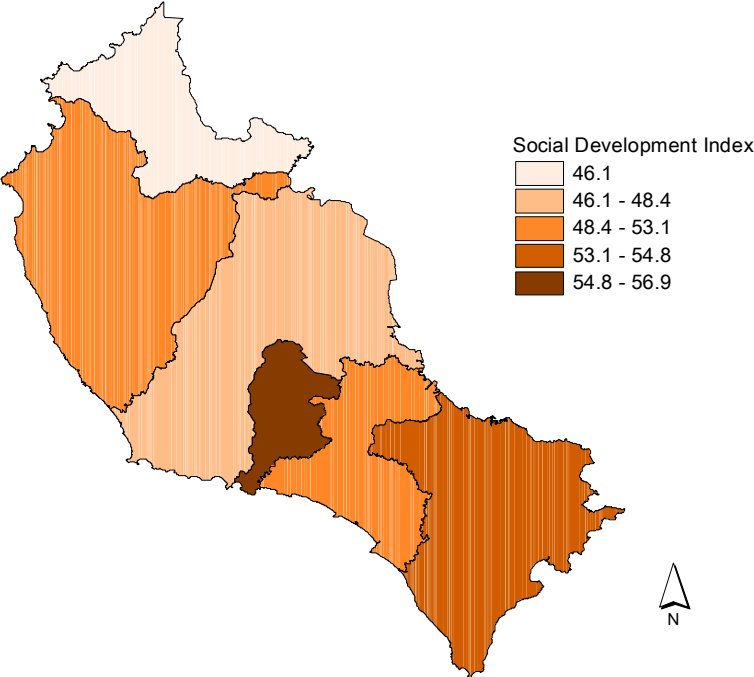 Social Development Index
46.1
46.1 - 48.4
48.4 - 53.1
53.1 - 54.8
54.8 - 56.9
N